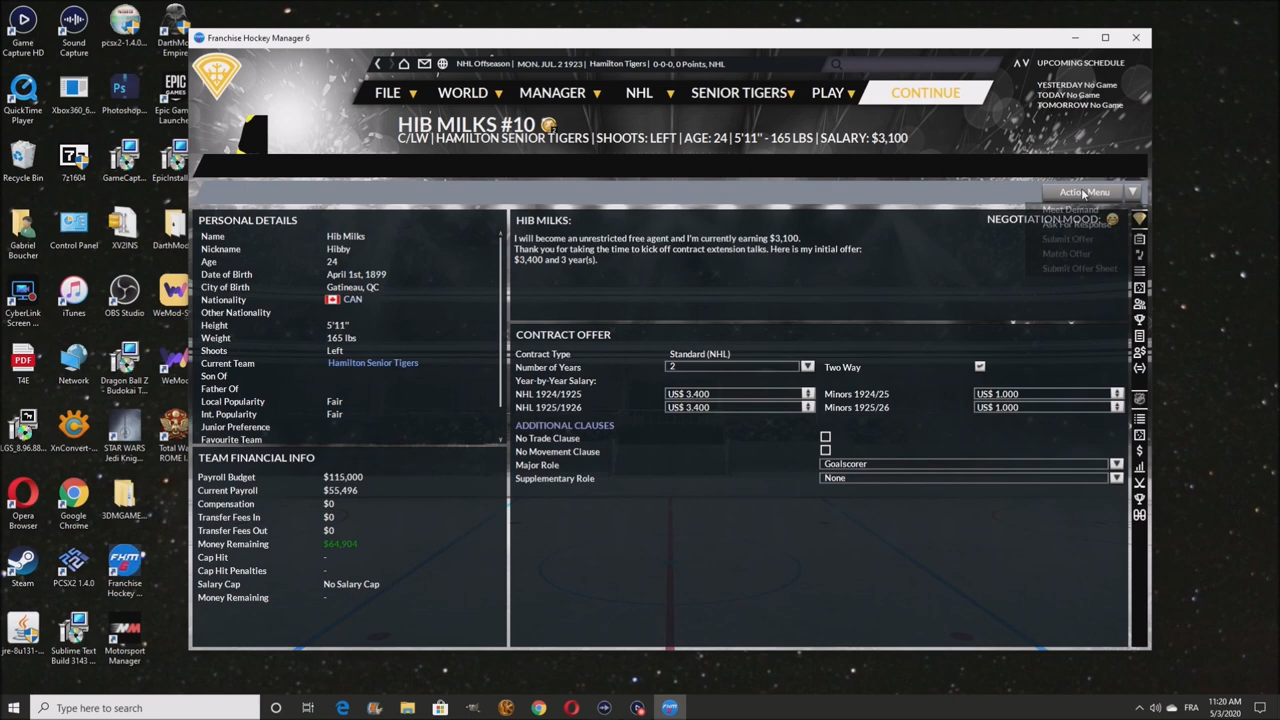 Game Capture HD
Sound Capture
pcsx2-1.4.0...
DarthMod Empire
QuickTime Player
Xbox360_6...
Photoshop...
Epic Games Launcher
Recycle Bin
7z1604
GameCapt...
EpicInstall...
Gabriel Boucher
Control Panel
XV2INS
DarthMod ...
CyberLink Screen ...
iTunes
OBS Studio
WeMod-S...
T4E
Network
Dragon Ball Z - Budokai T...
WeMod
LGS_8.96.88...
XnConvert-...
STAR WARS Jedi Knig...
Total War ROME I...
Opera Browser
Google Chrome
3DMGAME...
Steam
PCSX2 1.4.0
Franchise Hockey ...
jre-8u131-...
Sublime Text Build 3143 ...
Motorsport Manager
Franchise Hockey Manager 6
NHL Offseason | MON. JUL. 2 1923 | Hamilton Tigers | 0-0-0, 0 Points, NHL
UPCOMING SCHEDULE
YESTERDAY No Game
TODAY No Game
TOMORROW No Game
FILE
WORLD
MANAGER
NHL
SENIOR TIGERS
PLAY
CONTINUE
HIB MILKS #10
C/LW | HAMILTON SENIOR TIGERS | SHOOTS: LEFT | AGE: 24 | 5'11" - 165 LBS | SALARY: $3,100
Action Menu
Meet Demand
Ask For Response
Submit Offer
Match Offer
Submit Offer Sheet
NEGOTIATION MOOD:
PERSONAL DETAILS
Name Hib Milks
Nickname Hibby
Age 24
Date of Birth April 1st, 1899
City of Birth Gatineau, QC
Nationality CAN
Other Nationality
Height 5'11"
Weight 165 lbs
Shoots Left
Current Team Hamilton Senior Tigers
Son Of
Father Of
Local Popularity Fair
Int. Popularity Fair
Junior Preference
Favourite Team
TEAM FINANCIAL INFO
Payroll Budget $115,000
Current Payroll $55,496
Compensation $0
Transfer Fees In $0
Transfer Fees Out $0
Money Remaining $64,904
Cap Hit -
Cap Hit Penalties -
Salary Cap No Salary Cap
Money Remaining -
HIB MILKS:
I will become an unrestricted free agent and I'm currently earning $3,100.
Thank you for taking the time to kick off contract extension talks. Here is my initial offer:
$3,400 and 3 year(s).
CONTRACT OFFER
Contract Type Standard (NHL)
Number of Years 2 Two Way
Year-by-Year Salary:
NHL 1924/1925 US$ 3.400 Minors 1924/25 US$ 1.000
NHL 1925/1926 US$ 3.400 Minors 1925/26 US$ 1.000
ADDITIONAL CLAUSES
No Trade Clause
No Movement Clause
Major Role Goalscorer
Supplementary Role None
Type here to search
FRA
11:20 AM
5/3/2020